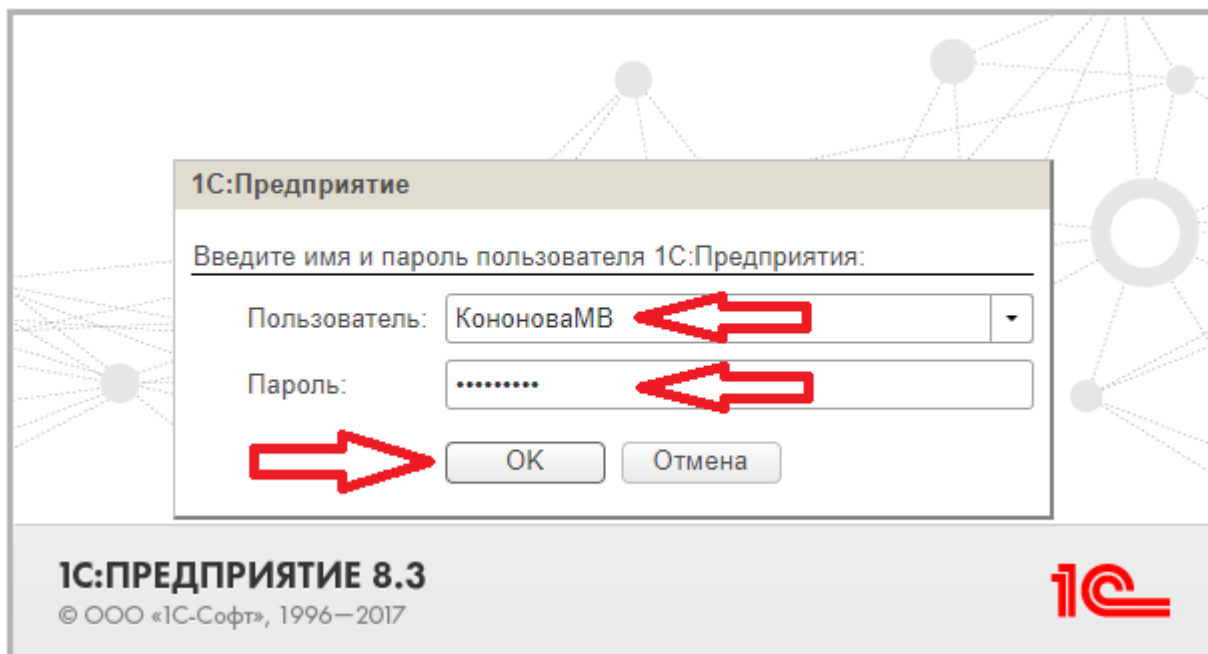 1С:Предприятие
Введите имя и пароль пользователя 1С:Предприятия:
Пользователь: КононоваМВ
Пароль: •••••••••
OK Отмена
1С:ПРЕДПРИЯТИЕ 8.3
© ООО «1С-Софт», 1996—2017
1С